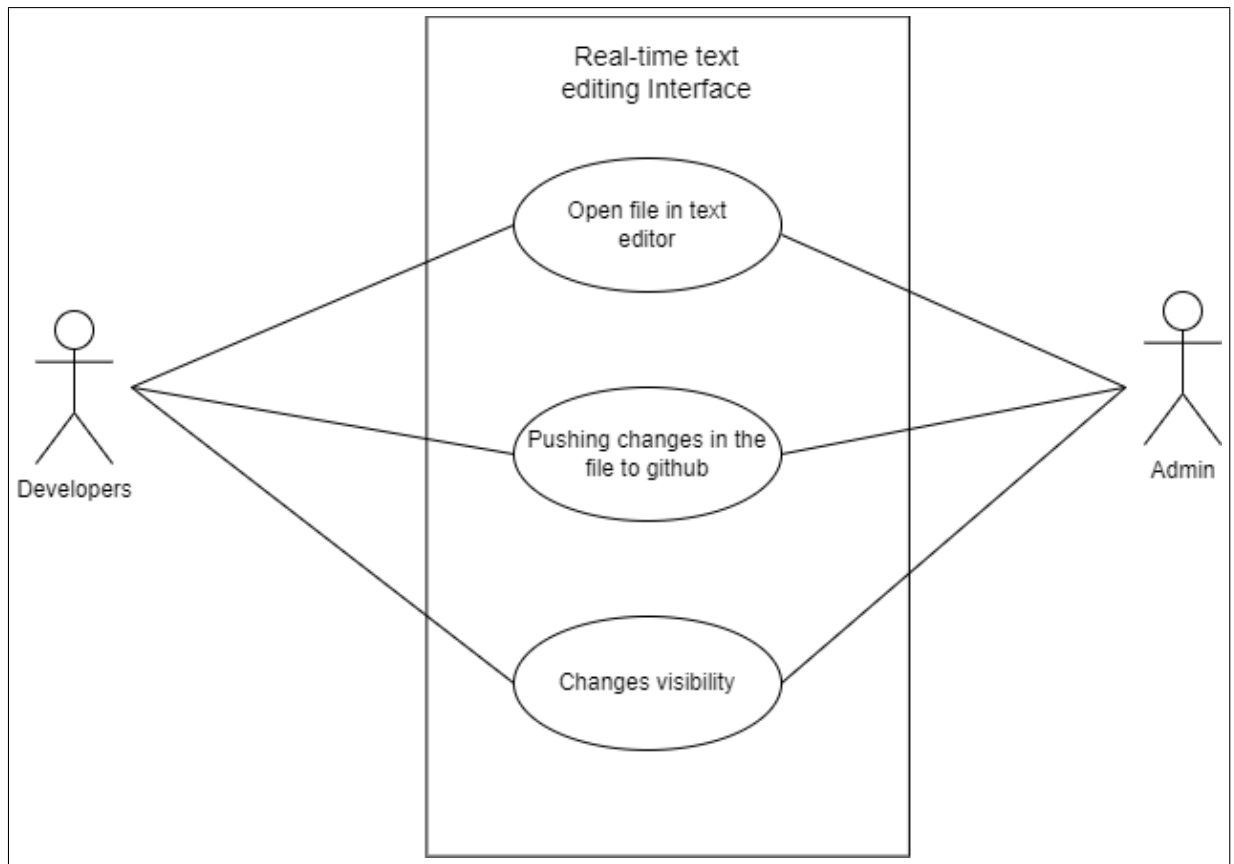 Real-time text
editing Interface
Open file in text
editor
Pushing changes in the
file to github
Developers
Admin
Changes visibility